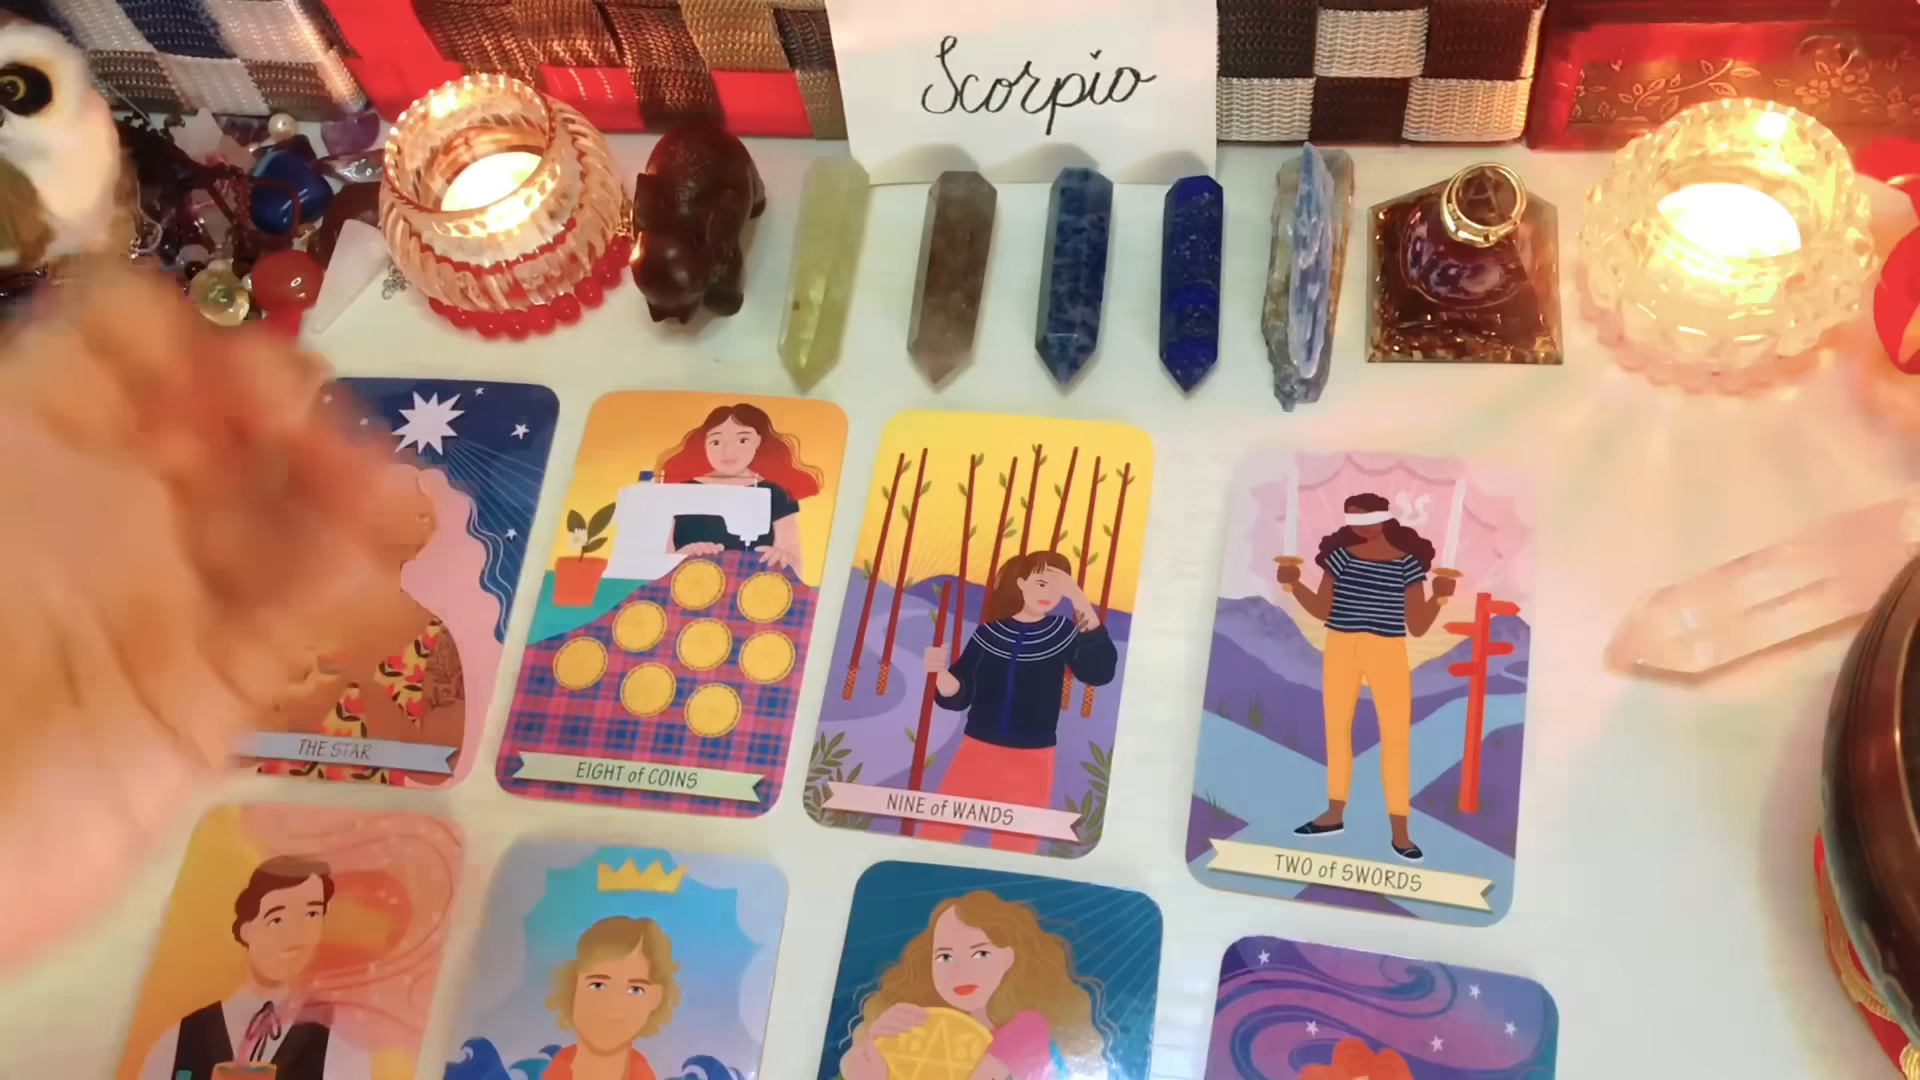 Scorpio
THE STAR
EIGHT of COINS
NINE of WANDS
TWO of SWORDS